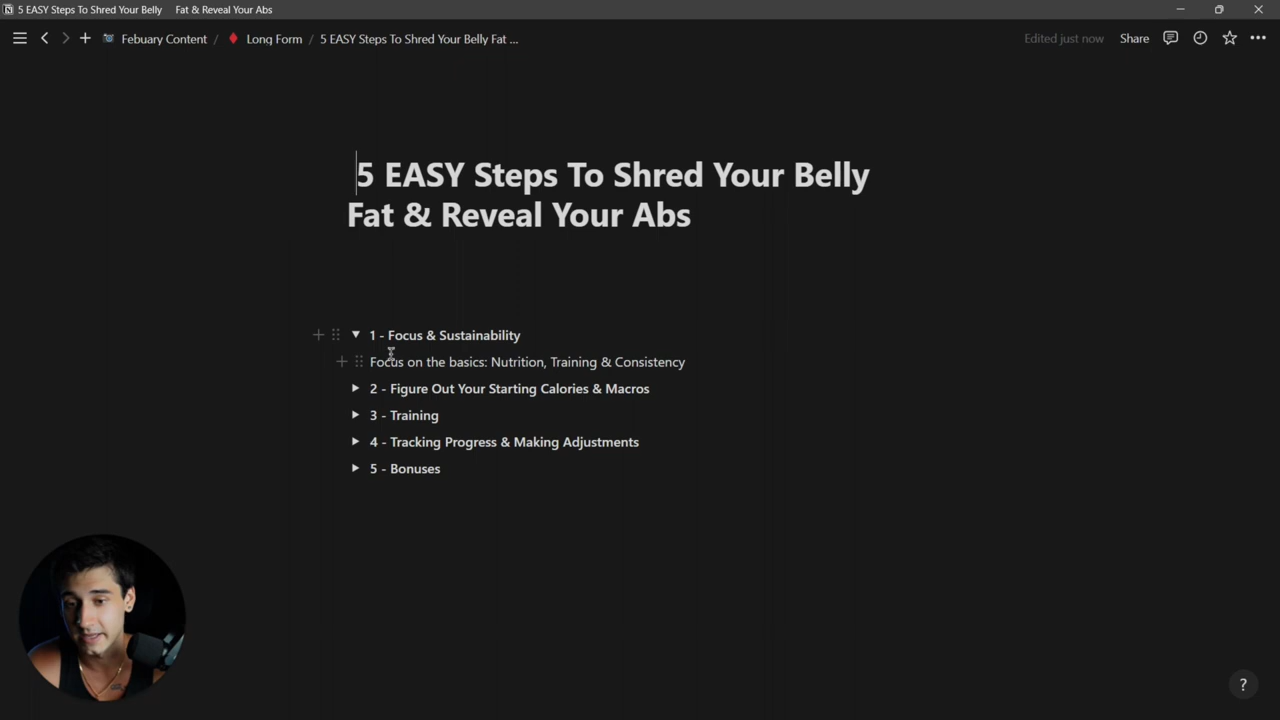 5 EASY Steps To Shred Your Belly Fat & Reveal Your Abs
Febuary Content / Long Form / 5 EASY Steps To Shred Your Belly Fat ...
Edited just now Share
5 EASY Steps To Shred Your Belly
Fat & Reveal Your Abs
1 - Focus & Sustainability
Focus on the basics: Nutrition, Training & Consistency
2 - Figure Out Your Starting Calories & Macros
3 - Training
4 - Tracking Progress & Making Adjustments
5 - Bonuses
?